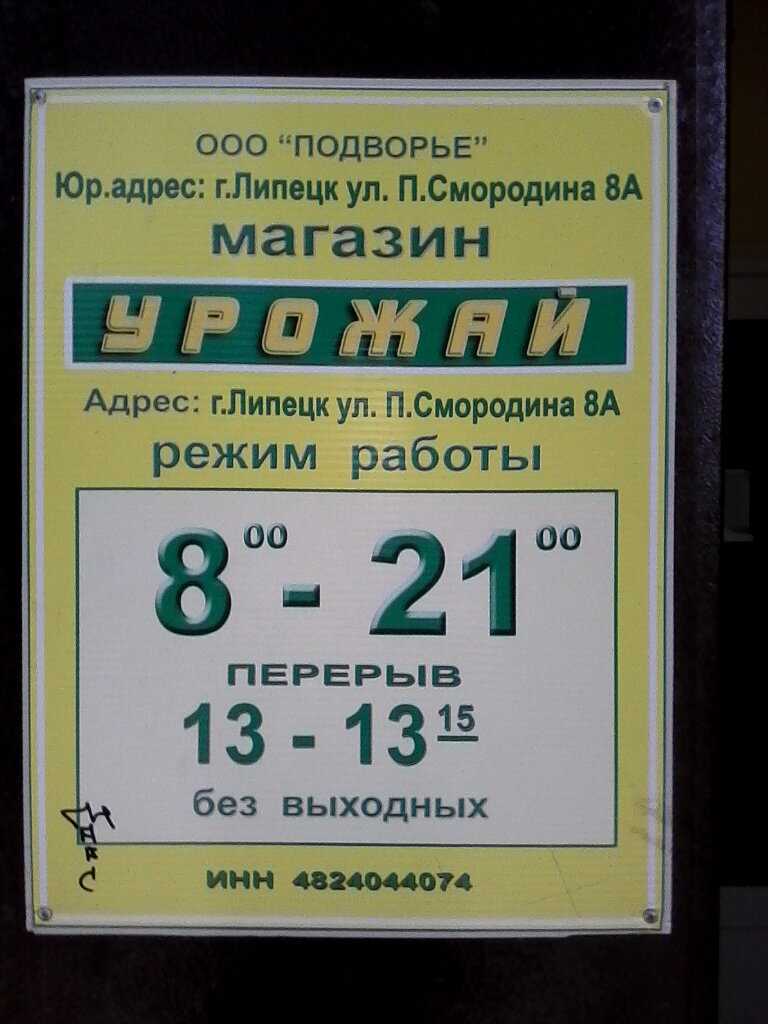 ООО "ПОДВОРЬЕ"
Юр.адрес: г.Липецк ул. П.Смородина 8А
магазин
УРОЖАЙ
Адрес: г.Липецк ул. П.Смородина 8А
режим работы
8 00 - 21 00
ПЕРЕРЫВ
13 - 13 15
без выходных
ИНН 4824044074